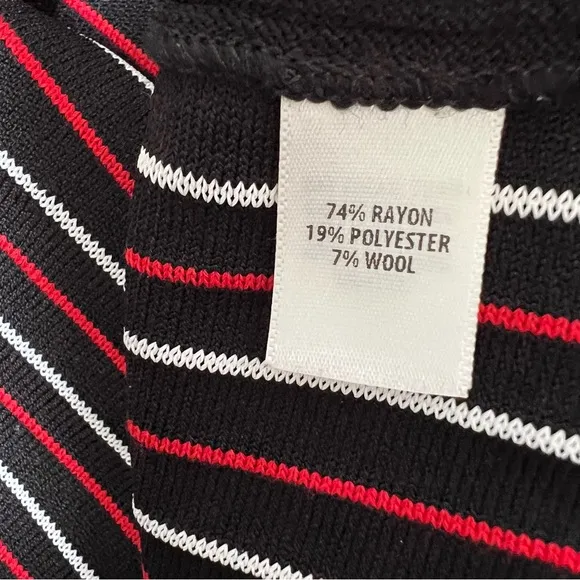 74% RAYON
19% POLYESTER
7% WOOL